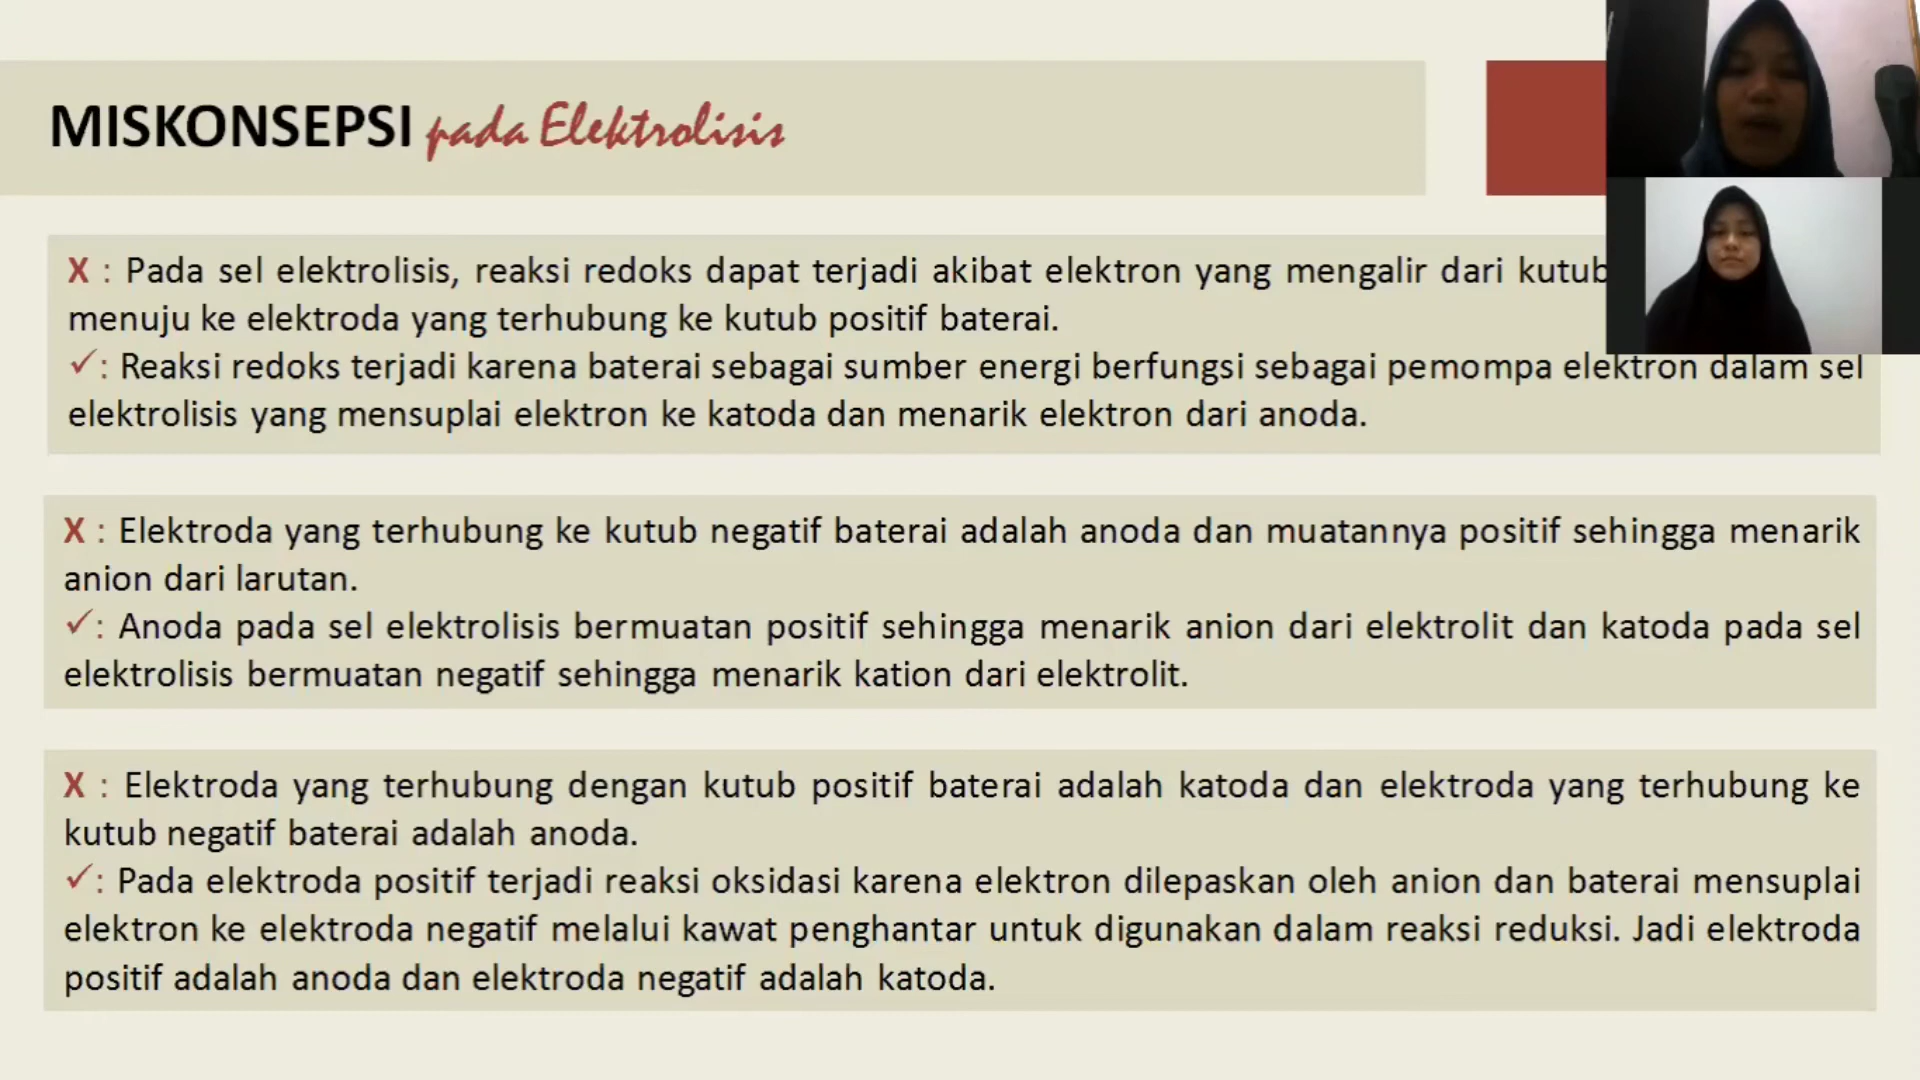 MISKONSEPSI pada Elektrolisis
X : Pada sel elektrolisis, reaksi redoks dapat terjadi akibat elektron yang mengalir dari kutub
menuju ke elektroda yang terhubung ke kutub positif baterai.
✓: Reaksi redoks terjadi karena baterai sebagai sumber energi berfungsi sebagai pemompa elektron dalam sel
elektrolisis yang mensuplai elektron ke katoda dan menarik elektron dari anoda.
X : Elektroda yang terhubung ke kutub negatif baterai adalah anoda dan muatannya positif sehingga menarik
anion dari larutan.
✓: Anoda pada sel elektrolisis bermuatan positif sehingga menarik anion dari elektrolit dan katoda pada sel
elektrolisis bermuatan negatif sehingga menarik kation dari elektrolit.
X : Elektroda yang terhubung dengan kutub positif baterai adalah katoda dan elektroda yang terhubung ke
kutub negatif baterai adalah anoda.
✓: Pada elektroda positif terjadi reaksi oksidasi karena elektron dilepaskan oleh anion dan baterai mensuplai
elektron ke elektroda negatif melalui kawat penghantar untuk digunakan dalam reaksi reduksi. Jadi elektroda
positif adalah anoda dan elektroda negatif adalah katoda.